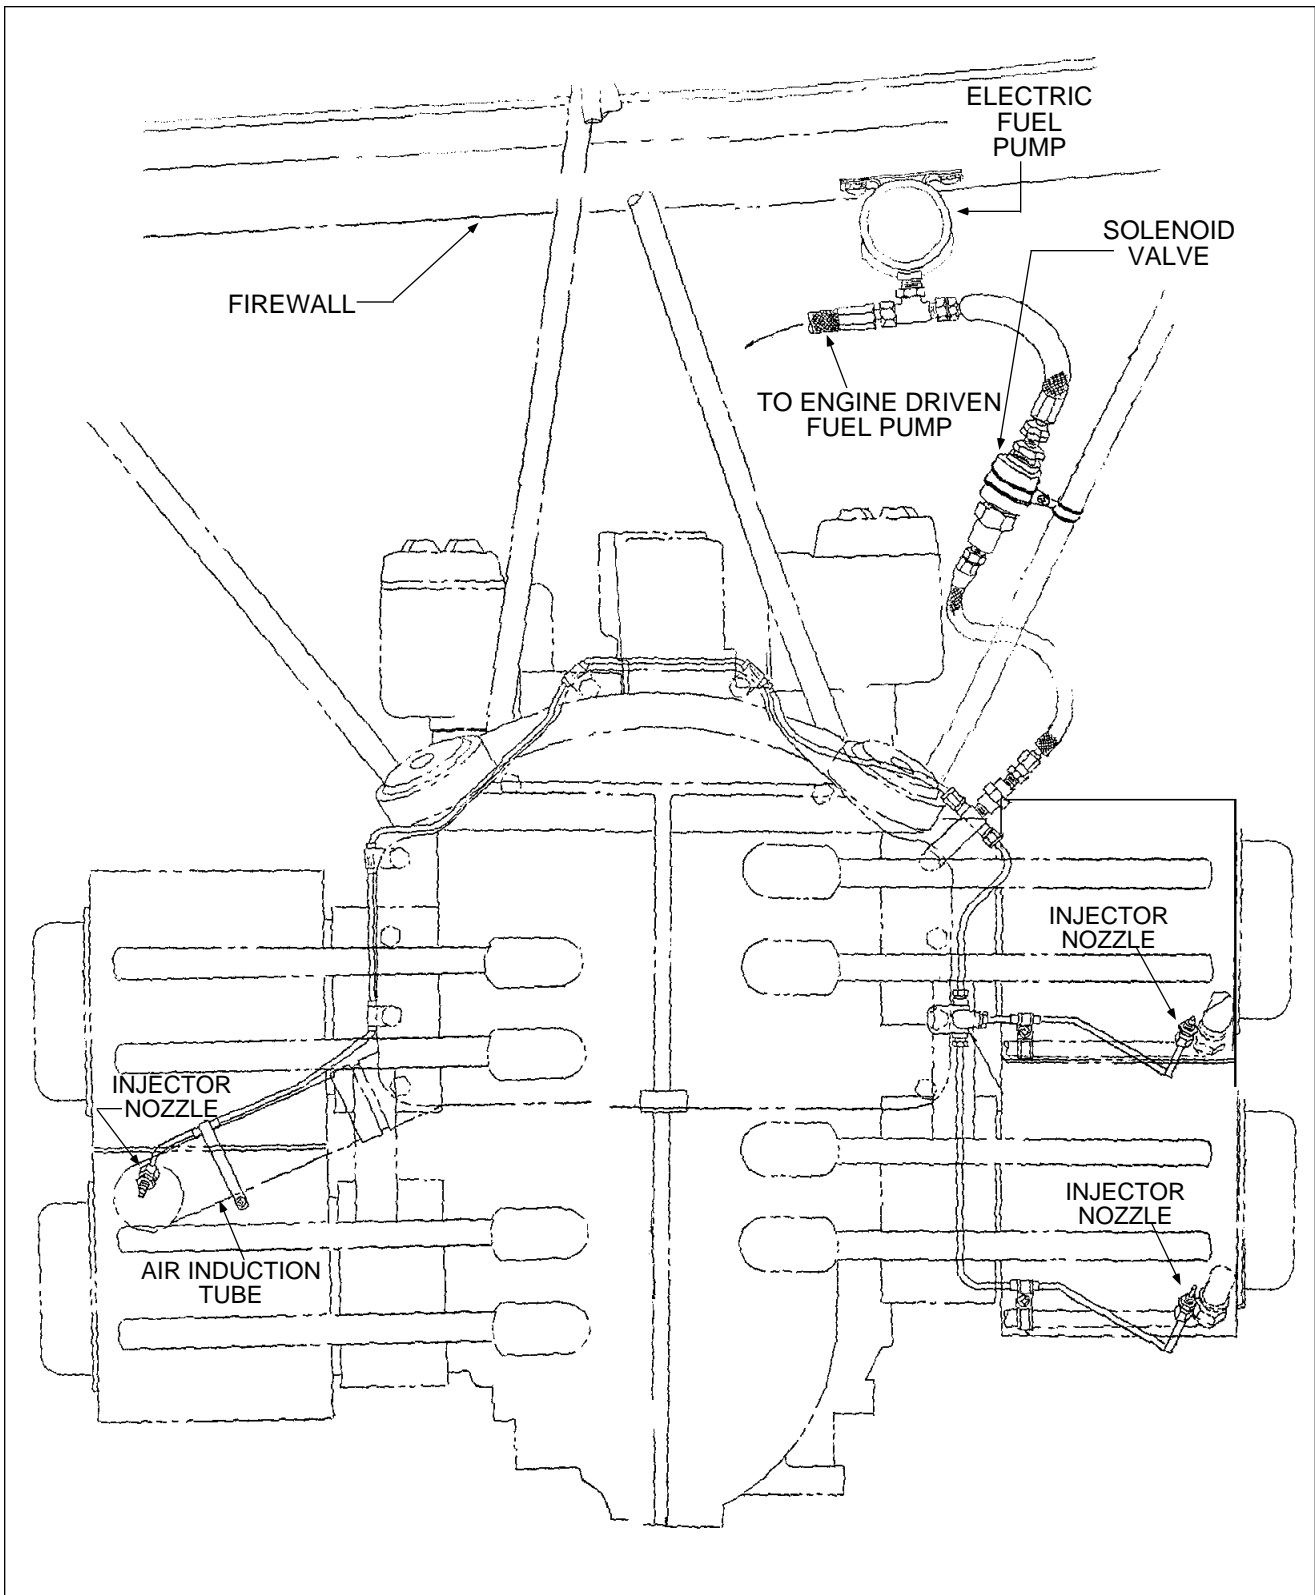 ELECTRIC
FUEL
PUMP
SOLENOID
VALVE
FIREWALL
TO ENGINE DRIVEN
FUEL PUMP
INJECTOR
NOZZLE
INJECTOR
NOZZLE
INJECTOR
NOZZLE
AIR INDUCTION
TUBE